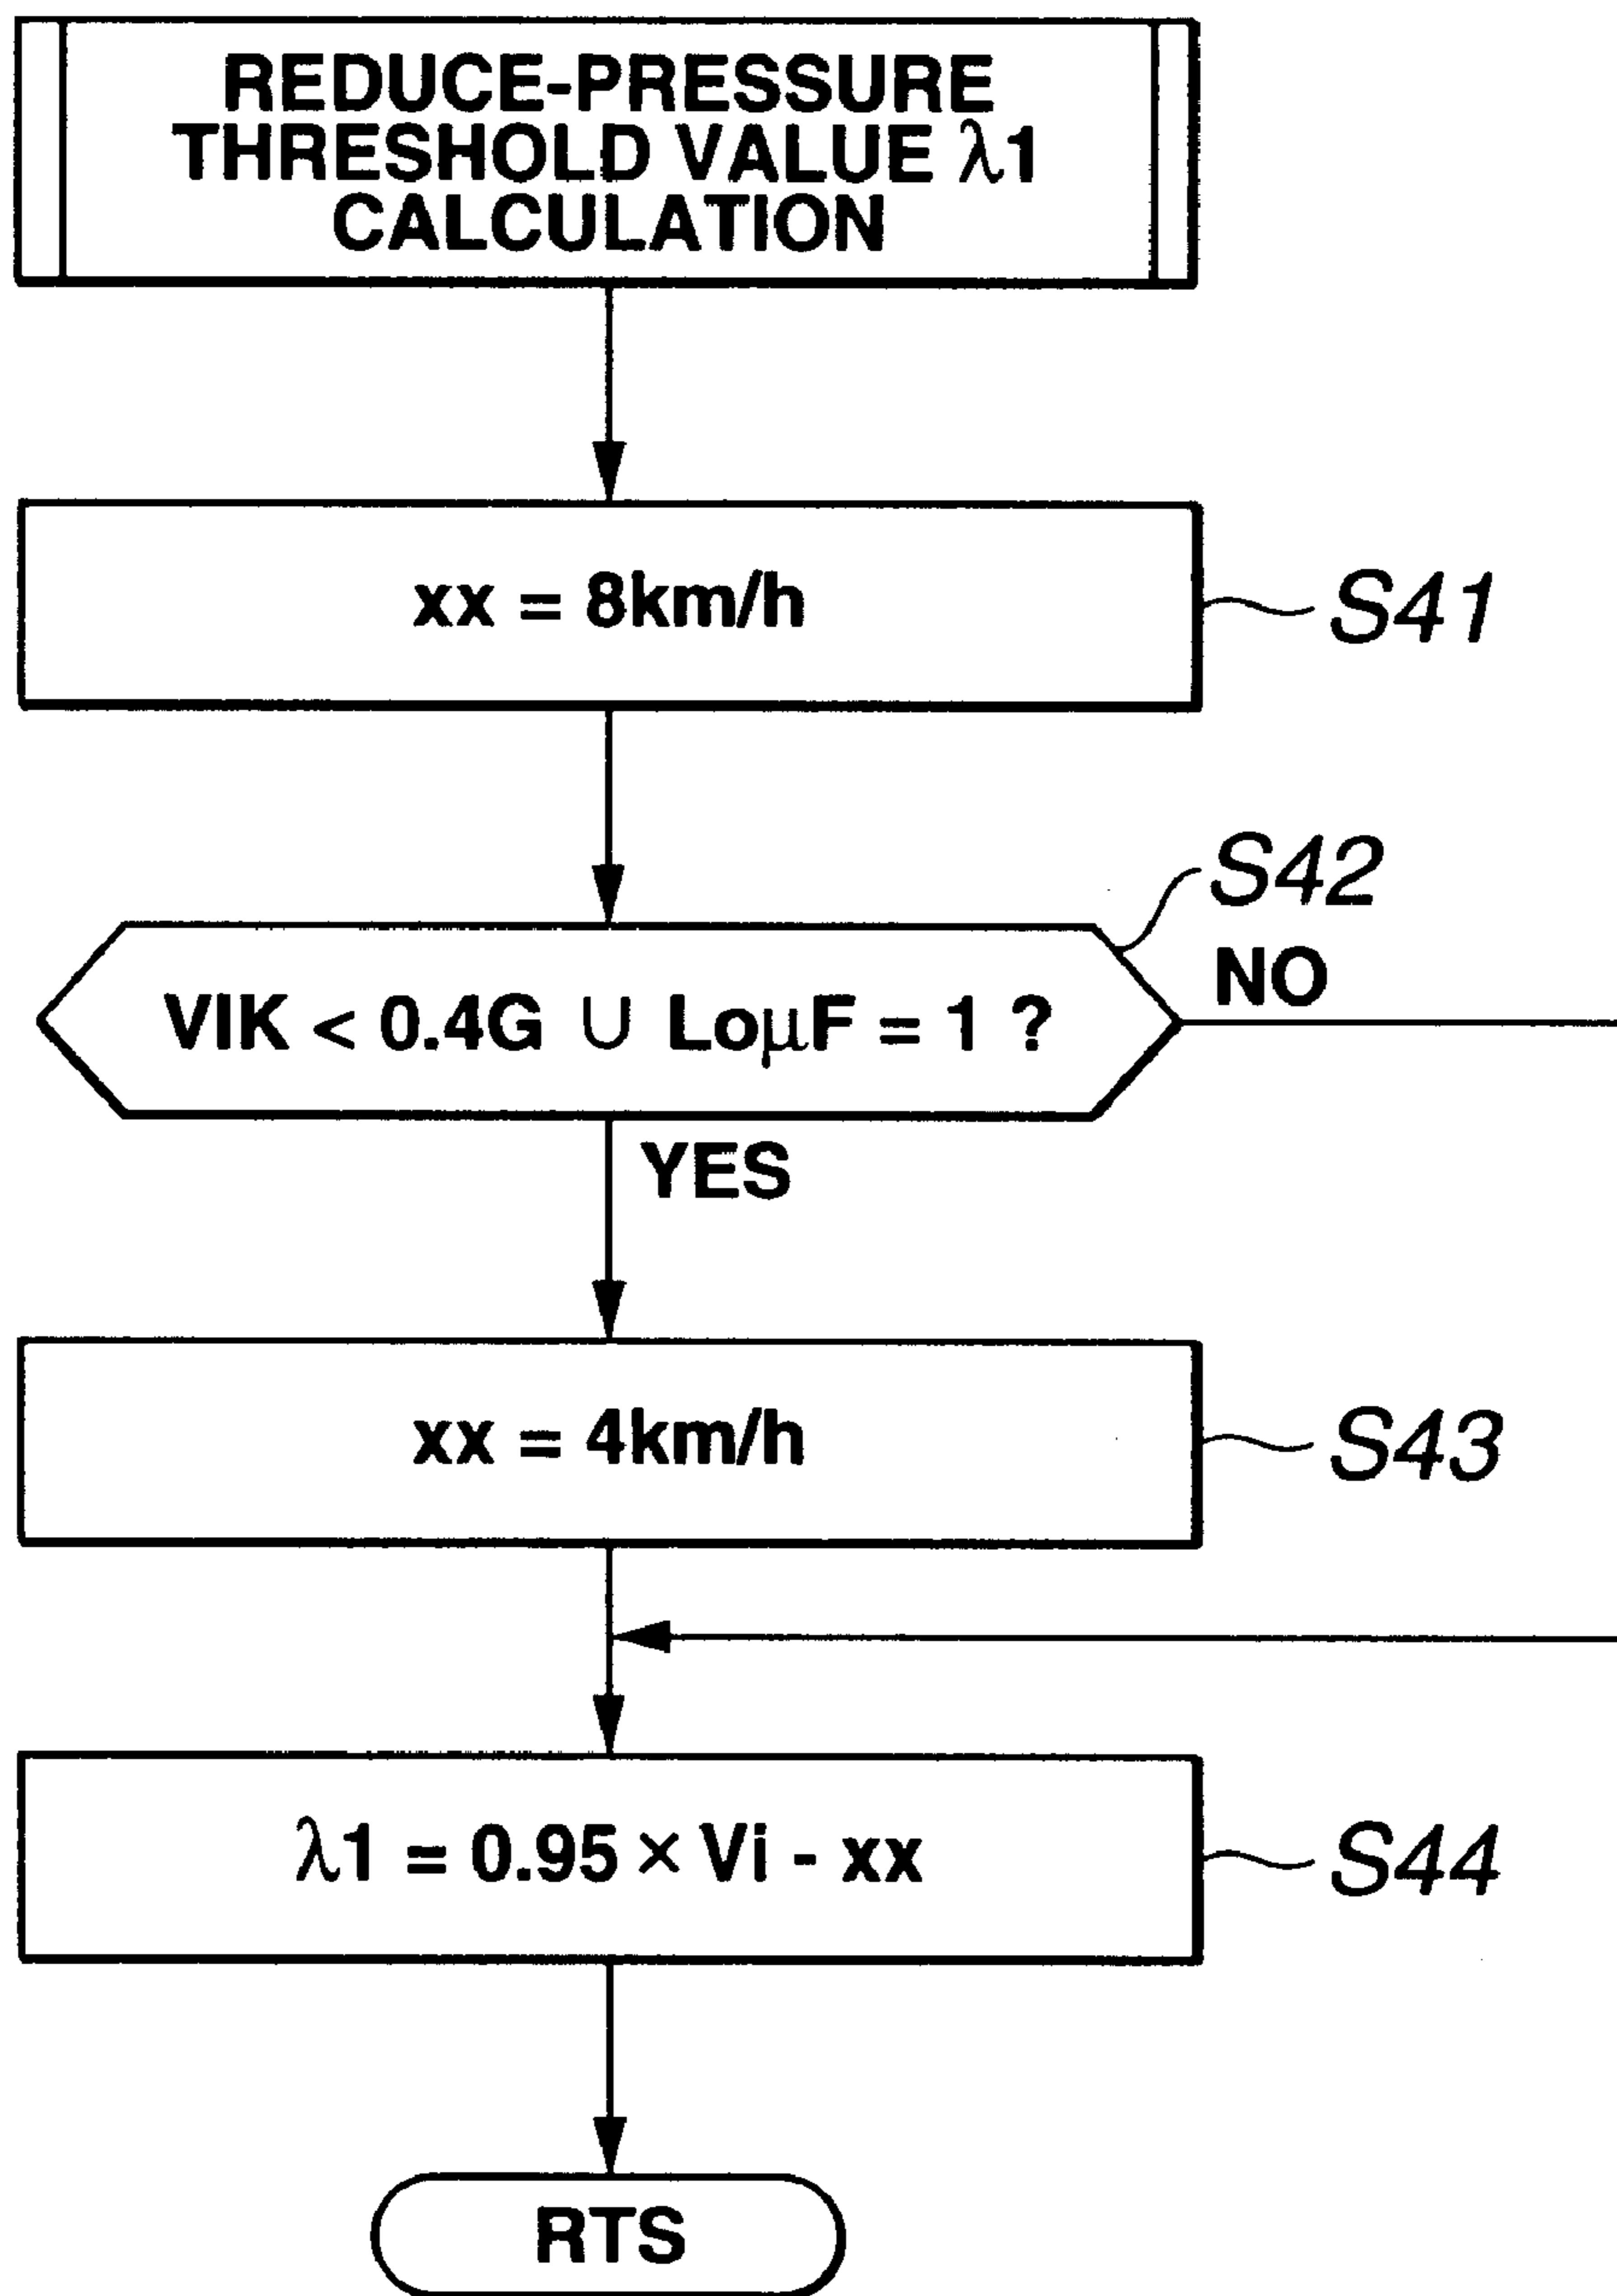 REDUCE-PRESSURE
THRESHOLD VALUE λ1
CALCULATION
xx = 8km/h
S41
S42
NO
VIK < 0.4G ∪ LoμF = 1 ?
YES
xx = 4km/h
S43
λ1 = 0.95 × Vi - xx
S44
RTS